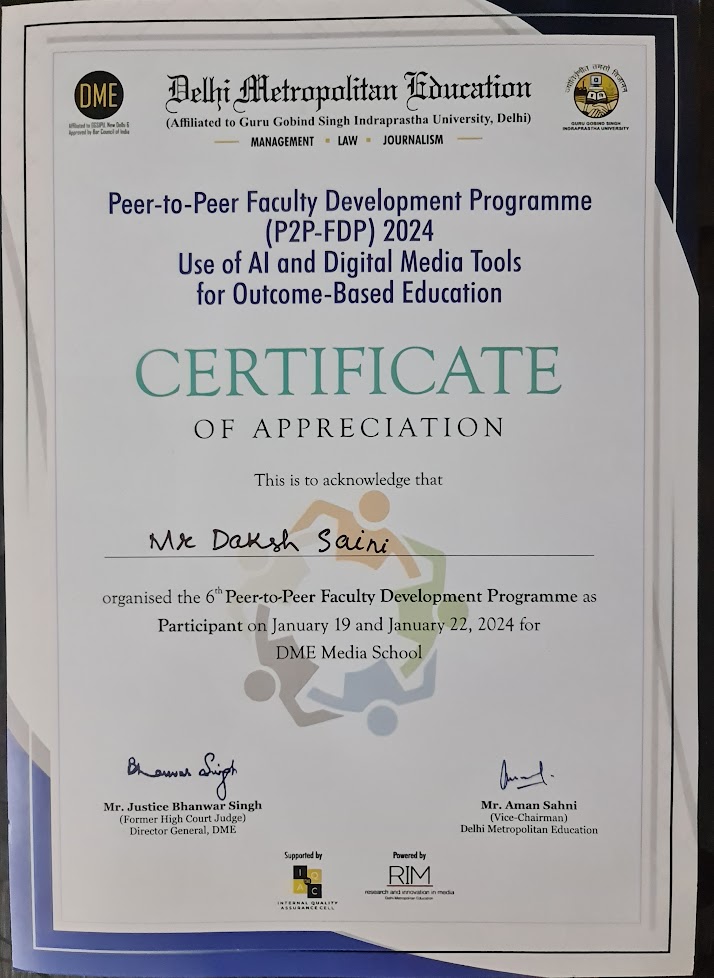 DME
Affiliated to GGSIPU, New Delhi &
Approved by Bar Council of India
Delhi Metropolitan Education
(Affiliated to Guru Gobind Singh Indraprastha University, Delhi)
MANAGEMENT LAW JOURNALISM
GURU GOBIND SINGH
INDRAPRASTHA UNIVERSITY
Peer-to-Peer Faculty Development Programme
(P2P-FDP) 2024
Use of AI and Digital Media Tools
for Outcome-Based Education
CERTIFICATE
OF APPRECIATION
This is to acknowledge that
Mr Daksh Saini
organised the 6th Peer-to-Peer Faculty Development Programme as
Participant on January 19 and January 22, 2024 for
DME Media School
Bhanwar Singh
Mr. Justice Bhanwar Singh
(Former High Court Judge)
Director General, DME
Mr. Aman Sahni
(Vice-Chairman)
Delhi Metropolitan Education
Supported by
IQAC
INTERNAL QUALITY
ASSURANCE CELL
Powered by
RIM
research and innovation in media
Delhi Metropolitan Education